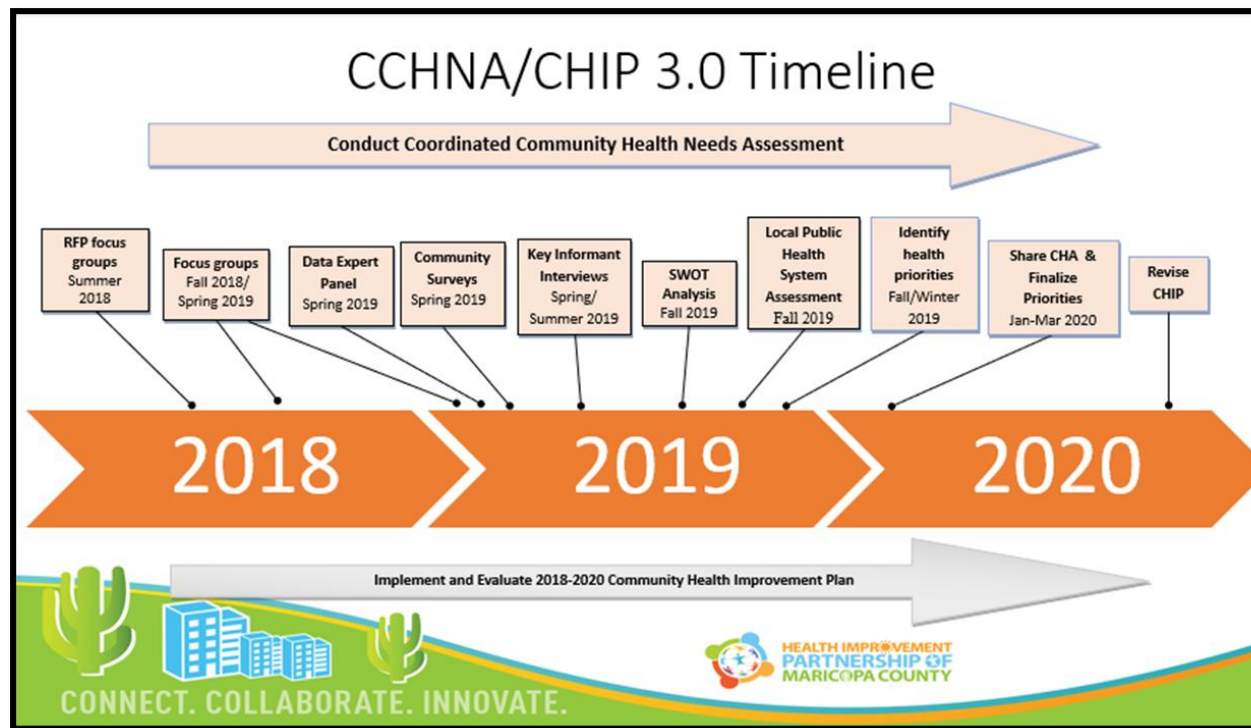 CCHNA/CHIP 3.0 Timeline
Conduct Coordinated Community Health Needs Assessment
RFP focus
groups
Summer
2018
Focus groups
Fall 2018/
Spring 2019
Data Expert
Panel
Spring 2019
Community
Surveys
Spring 2019
Key Informant
Interviews
Spring/
Summer 2019
SWOT
Analysis
Fall 2019
Local Public
Health
System
Assessment
Fall 2019
Identify
health
priorities
Fall/Winter
2019
Share CHA & 
Finalize
Priorities
Jan-Mar 2020
Revise
CHIP
2018
2019
2020
Implement and Evaluate 2018-2020 Community Health Improvement Plan
HEALTH IMPROVEMENT
PARTNERSHIP OF
MARICOPA COUNTY
CONNECT. COLLABORATE. INNOVATE.